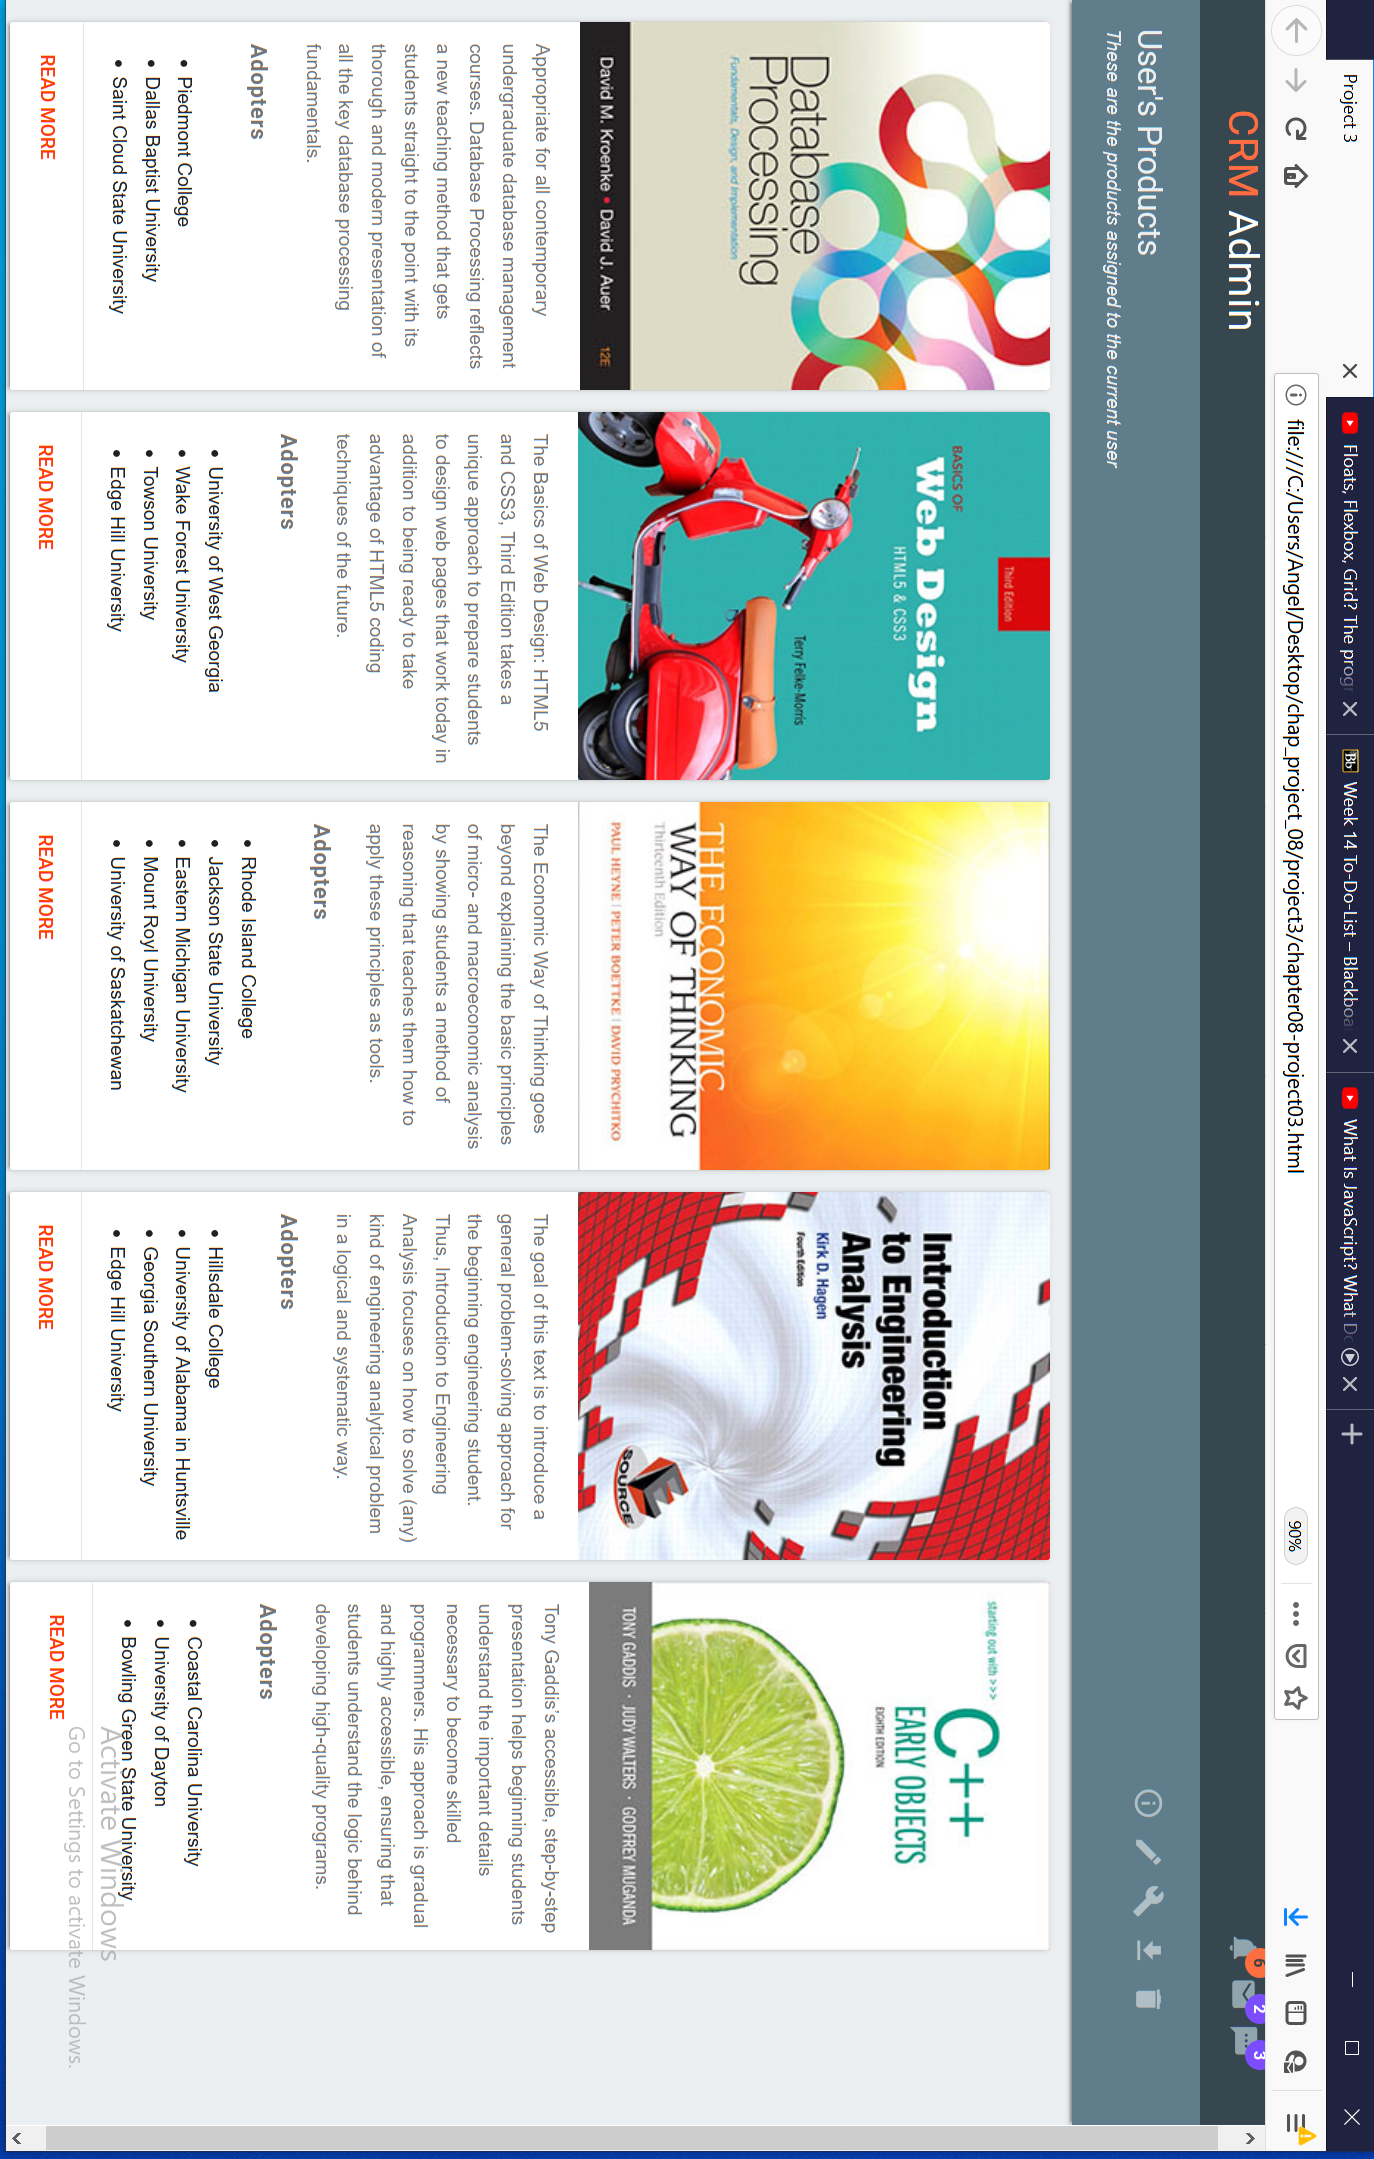 Project 3
Floats, Flexbox, Grid? The progr
Bb Week 14 To-Do-List – Blackboa
What Is JavaScript? What Do
file:///C:/Users/Angel/Desktop/chap_project_08/project3/chapter08-project03.html
90%
CRM Admin
6
2
3
User's Products
These are the products assigned to the current user
Database
Processing
Fundamentals, Design, and Implementation
David M. Kroenke • David J. Auer 12E
Appropriate for all contemporary
undergraduate database management
courses. Database Processing reflects
a new teaching method that gets
students straight to the point with its
thorough and modern presentation of
all the key database processing
fundamentals.
Adopters
• Piedmont College
• Dallas Baptist University
• Saint Cloud State University
READ MORE
Third Edition
BASICS OF
Web Design
HTML5 & CSS3
Terry Felke-Morris
The Basics of Web Design: HTML5
and CSS3, Third Edition takes a
unique approach to prepare students
to design web pages that work today in
addition to being ready to take
advantage of HTML5 coding
techniques of the future.
Adopters
• University of West Georgia
• Wake Forest University
• Towson University
• Edge Hill University
READ MORE
THE ECONOMIC
WAY OF THINKING
Thirteenth Edition
PAUL HEYNE | PETER BOETTKE | DAVID PRYCHITKO
The Economic Way of Thinking goes
beyond explaining the basic principles
of micro- and macroeconomic analysis
by showing students a method of
reasoning that teaches them how to
apply these principles as tools.
Adopters
• Rhode Island College
• Jackson State University
• Eastern Michigan University
• Mount Royl University
• University of Saskatchewan
READ MORE
Introduction
to Engineering
Analysis
Kirk D. Hagen
Fourth Edition
E
SOURCE
The goal of this text is to introduce a
general problem-solving approach for
the beginning engineering student.
Thus, Introduction to Engineering
Analysis focuses on how to solve (any)
kind of engineering analytical problem
in a logical and systematic way.
Adopters
• Hillsdale College
• University of Alabama in Huntsville
• Georgia Southern University
• Edge Hill University
READ MORE
starting out with >>>
C++
EARLY OBJECTS
EIGHTH EDITION
TONY GADDIS · JUDY WALTERS · GODFREY MUGANDA
Tony Gaddis's accessible, step-by-step
presentation helps beginning students
understand the important details
necessary to become skilled
programmers. His approach is gradual
and highly accessible, ensuring that
students understand the logic behind
developing high-quality programs.
Adopters
• Coastal Carolina University
• University of Dayton
• Bowling Green State University
READ MORE
Activate Windows
Go to Settings to activate Windows.